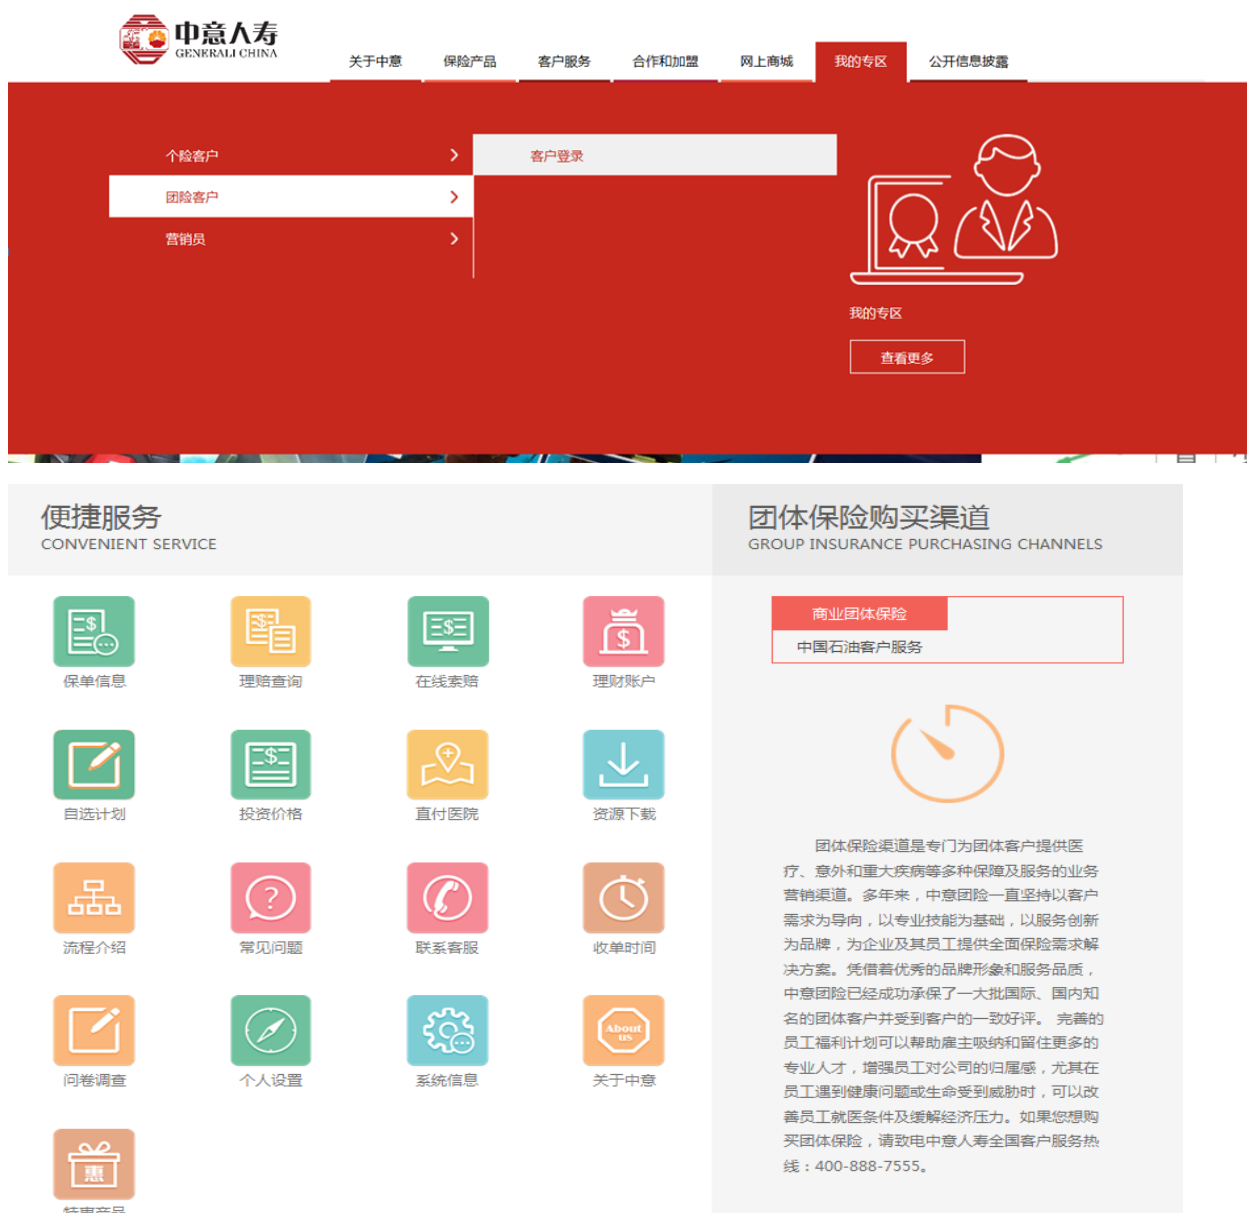 中意人寿
GENERALI CHINA
关于中意
保险产品
客户服务
合作和加盟
网上商城
我的专区
公开信息披露
个险客户
客户登录
团险客户
营销员
我的专区
查看更多
便捷服务
CONVENIENT SERVICE
保单信息
理赔查询
在线索赔
理财账户
自选计划
投资价格
直付医院
资源下载
流程介绍
常见问题
联系客服
收单时间
About
us
问卷调查
个人设置
系统信息
关于中意
惠
特惠产品
团体保险购买渠道
GROUP INSURANCE PURCHASING CHANNELS
商业团体保险
中国石油客户服务
团体保险渠道是专门为团体客户提供医
疗、意外和重大疾病等多种保障及服务的业务
营销渠道。多年来，中意团险一直坚持以客户
需求为导向，以专业技能为基础，以服务创新
为品牌，为企业及其员工提供全面保险需求解
决方案。凭借着优秀的品牌形象和服务品质，
中意团险已经成功承保了一大批国际、国内知
名的团体客户并受到客户的一致好评。 完善的
员工福利计划可以帮助雇主吸纳和留住更多的
专业人才，增强员工对公司的归属感，尤其在
员工遇到健康问题或生命受到威胁时，可以改
善员工就医条件及缓解经济压力。如果您想购
买团体保险，请致电中意人寿全国客户服务热
线：400-888-7555。